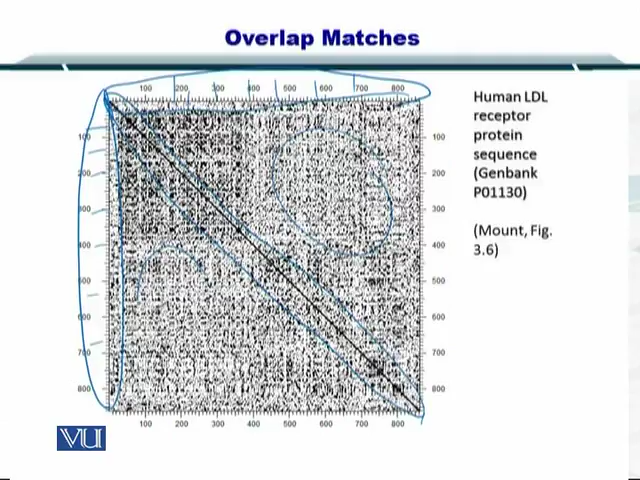 Overlap Matches
100 200 300 400 500 600 700 800
100 100
200 200
300 300
400 400
500 500
600 600
700 700
800 800
100 200 300 400 500 600 700 800
Human LDL
receptor
protein
sequence
(Genbank
P01130)
(Mount, Fig.
3.6)
VU